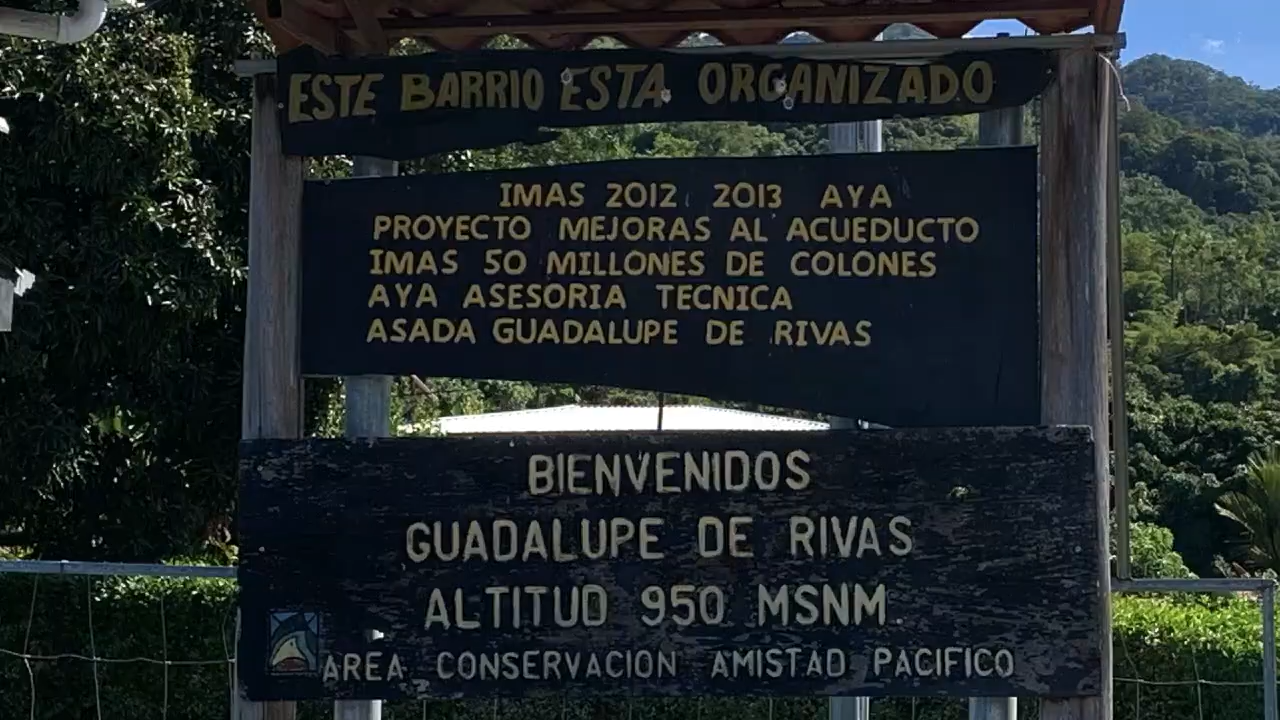 ESTE BARRIO ESTA ORGANIZADO
IMAS 2012 2013 AYA
PROYECTO MEJORAS AL ACUEDUCTO
IMAS 50 MILLONES DE COLONES
AYA ASESORIA TECNICA
ASADA GUADALUPE DE RIVAS
BIENVENIDOS
GUADALUPE DE RIVAS
ALTITUD 950 MSNM.
AREA CONSERVACION AMISTAD PACIFICO